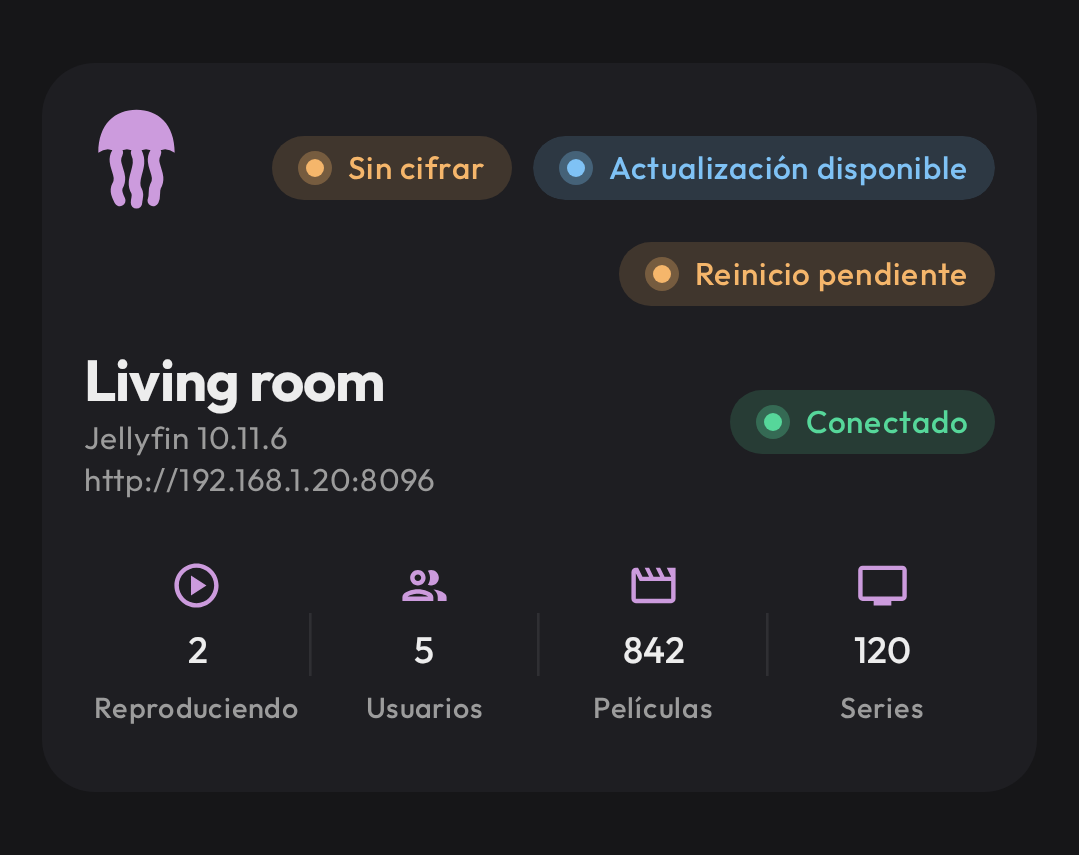 Sin cifrar
Actualización disponible
Reinicio pendiente
Living room
Jellyfin 10.11.6
http://192.168.1.20:8096
Conectado
2
5
842
120
Reproduciendo
Usuarios
Películas
Series